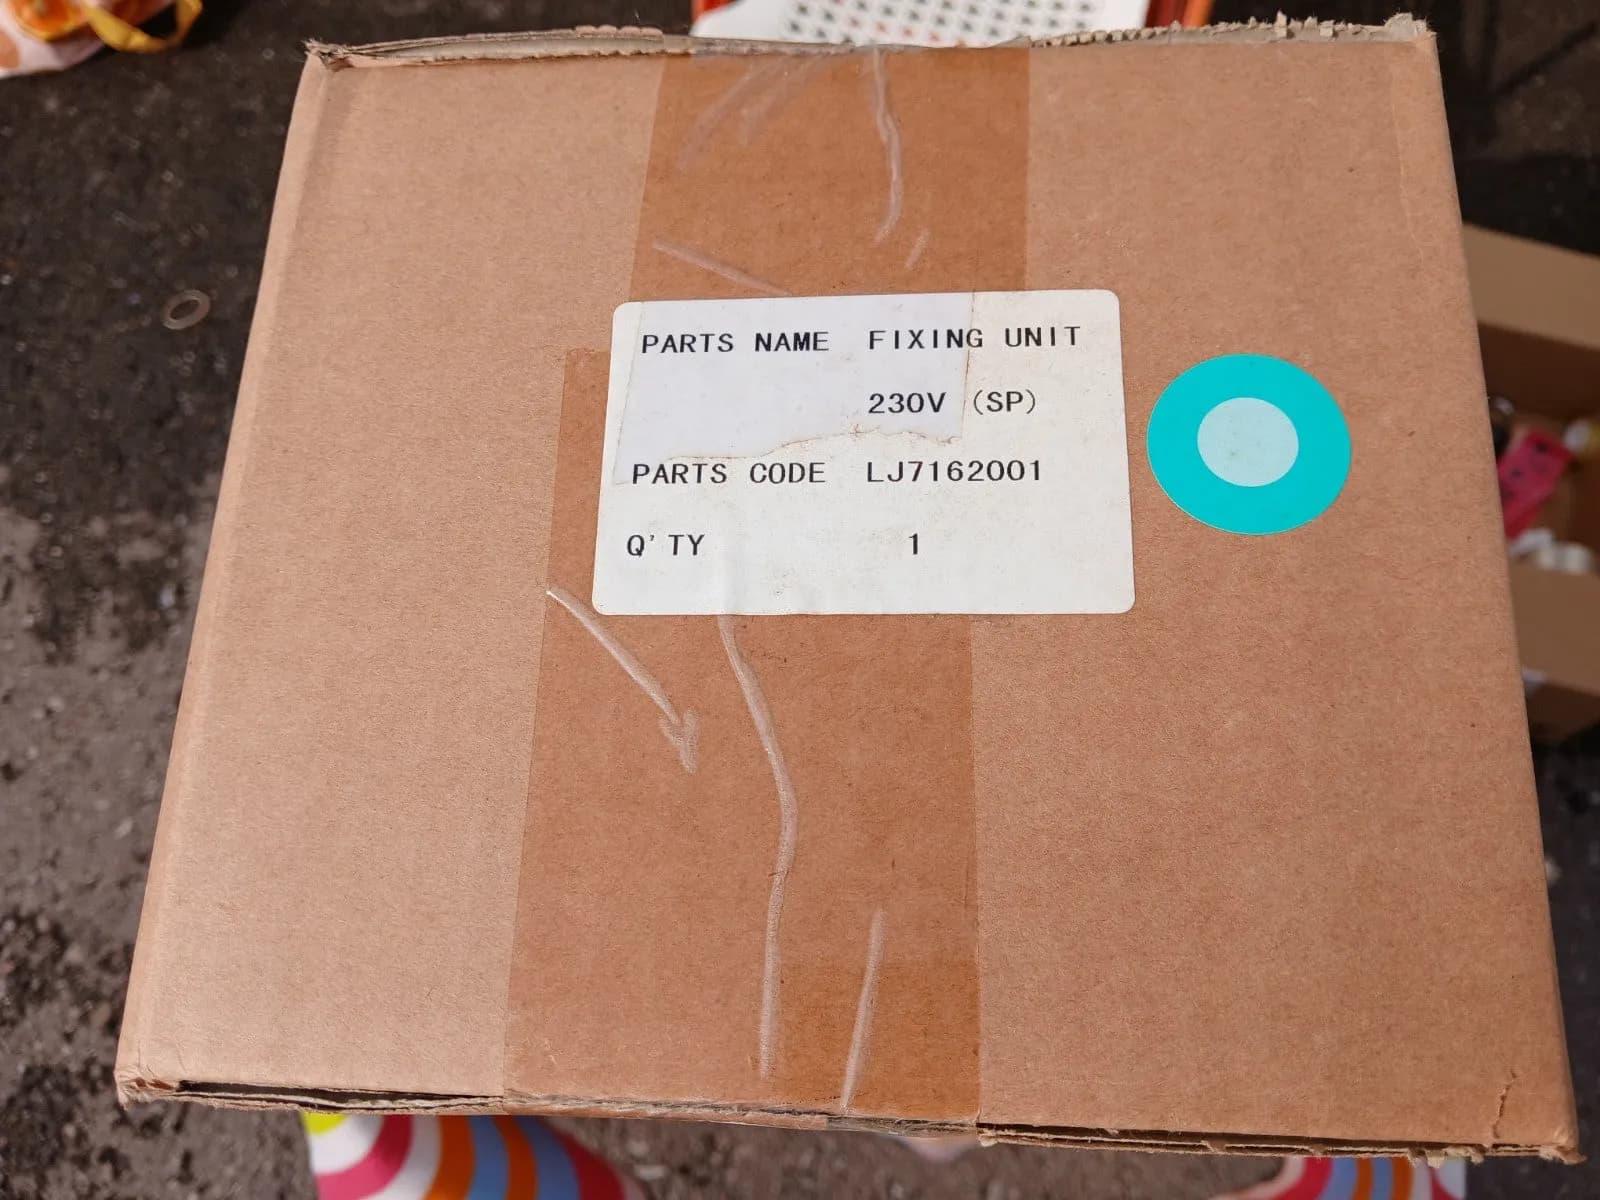 PARTS NAME FIXING UNIT
230V (SP)
PARTS CODE LJ7162001
Q'TY 1